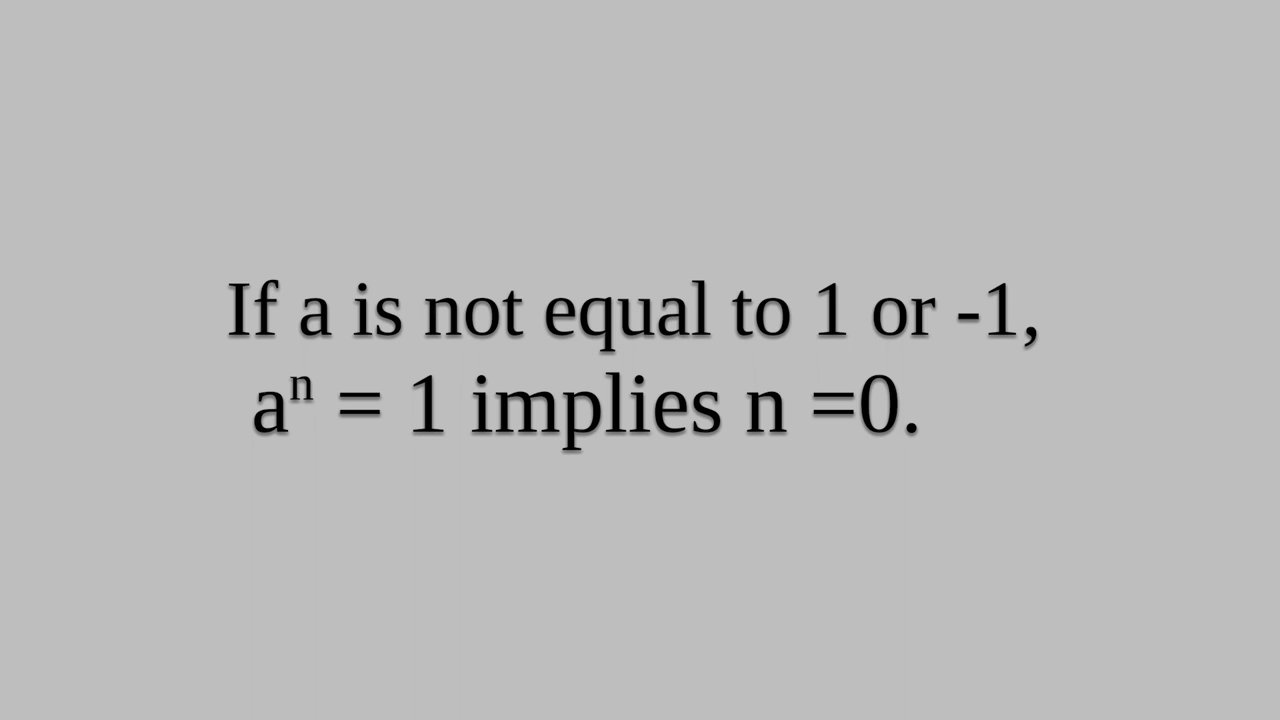 If a is not equal to 1 or -1,
aⁿ = 1 implies n =0.